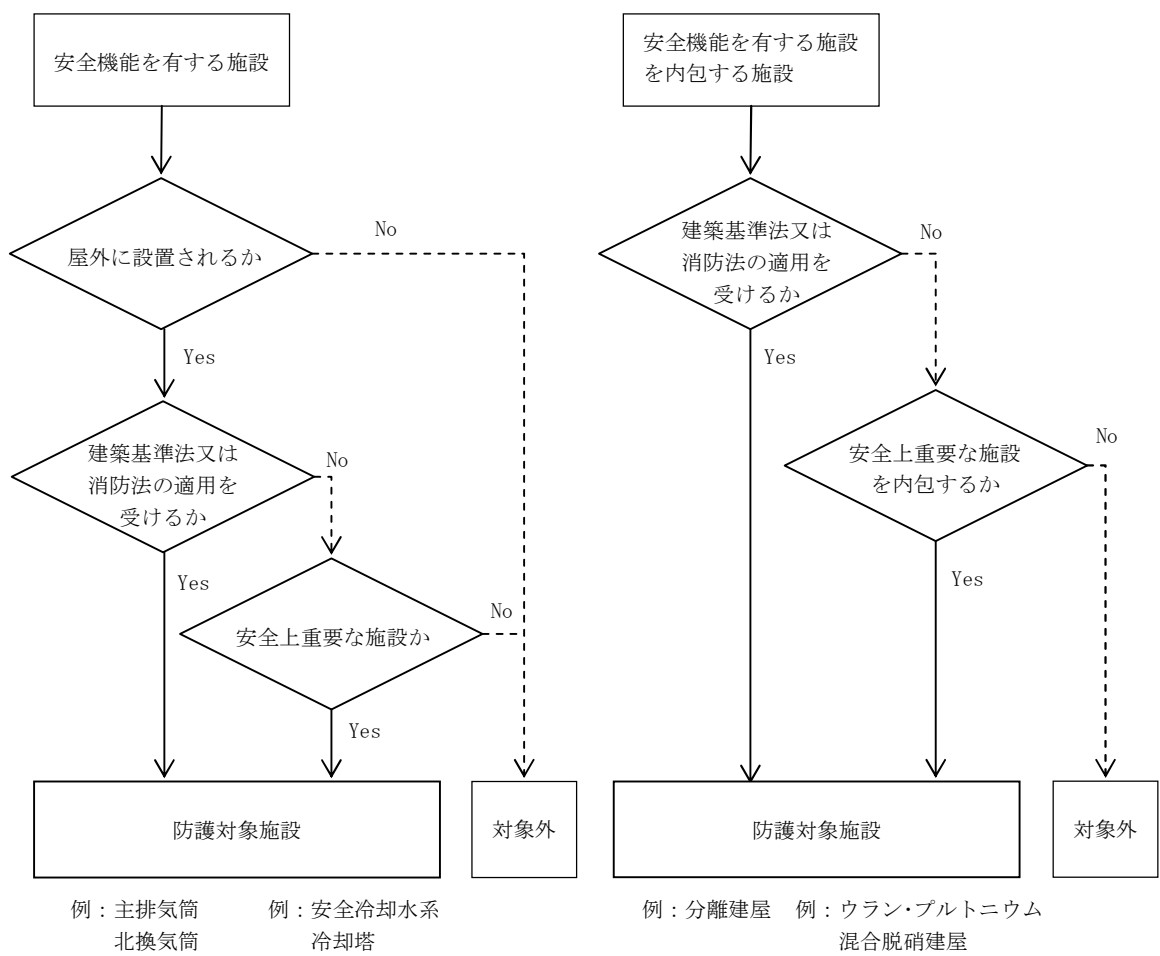 安全機能を有する施設
屋外に設置されるか
No
Yes
建築基準法又は
消防法の適用を
受けるか
No
Yes
安全上重要な施設か
No
Yes
防護対象施設
対象外
例：主排気筒
北換気筒
例：安全冷却水系
冷却塔
安全機能を有する施設
を内包する施設
建築基準法又は
消防法の適用を
受けるか
No
Yes
安全上重要な施設
を内包するか
No
Yes
防護対象施設
対象外
例：分離建屋
例：ウラン・プルトニウム
混合脱硝建屋